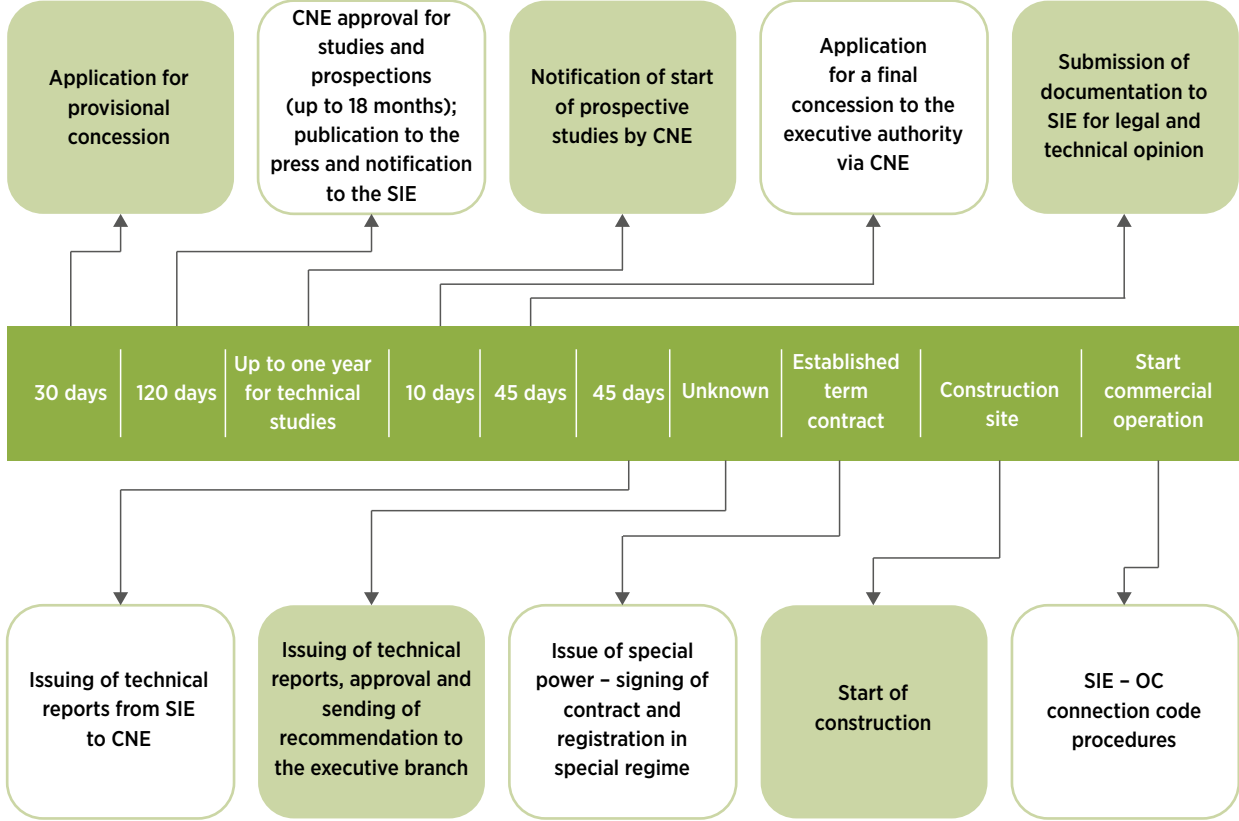 Application for
provisional
concession
CNE approval for
studies and
prospections
(up to 18 months);
publication to the
press and notification
to the SIE
Notification of start
of prospective
studies by CNE
Application
for a final
concession to the
executive authority
via CNE
Submission of
documentation to
SIE for legal and
technical opinion
30 days
120 days
Up to one year
for technical
studies
10 days
45 days
45 days
Unknown
Established
term
contract
Construction
site
Start
commercial
operation
Issuing of technical
reports from SIE
to CNE
Issuing of technical
reports, approval and
sending of
recommendation to
the executive branch
Issue of special
power – signing of
contract and
registration in
special regime
Start of
construction
SIE – OC
connection code
procedures